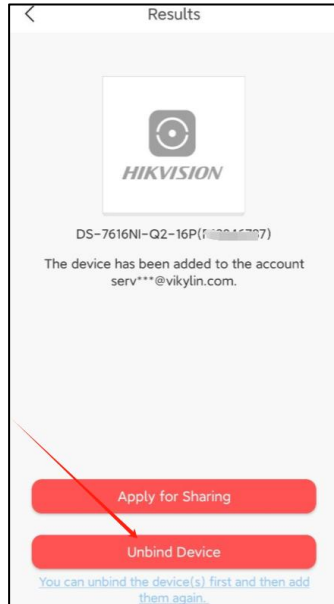 Results
HIKVISION
DS-7616NI-Q2-16P(
7)
The device has been added to the account
serv***@vikylin.com.
Apply for Sharing
Unbind Device
You can unbind the device(s) first and then add
them again.